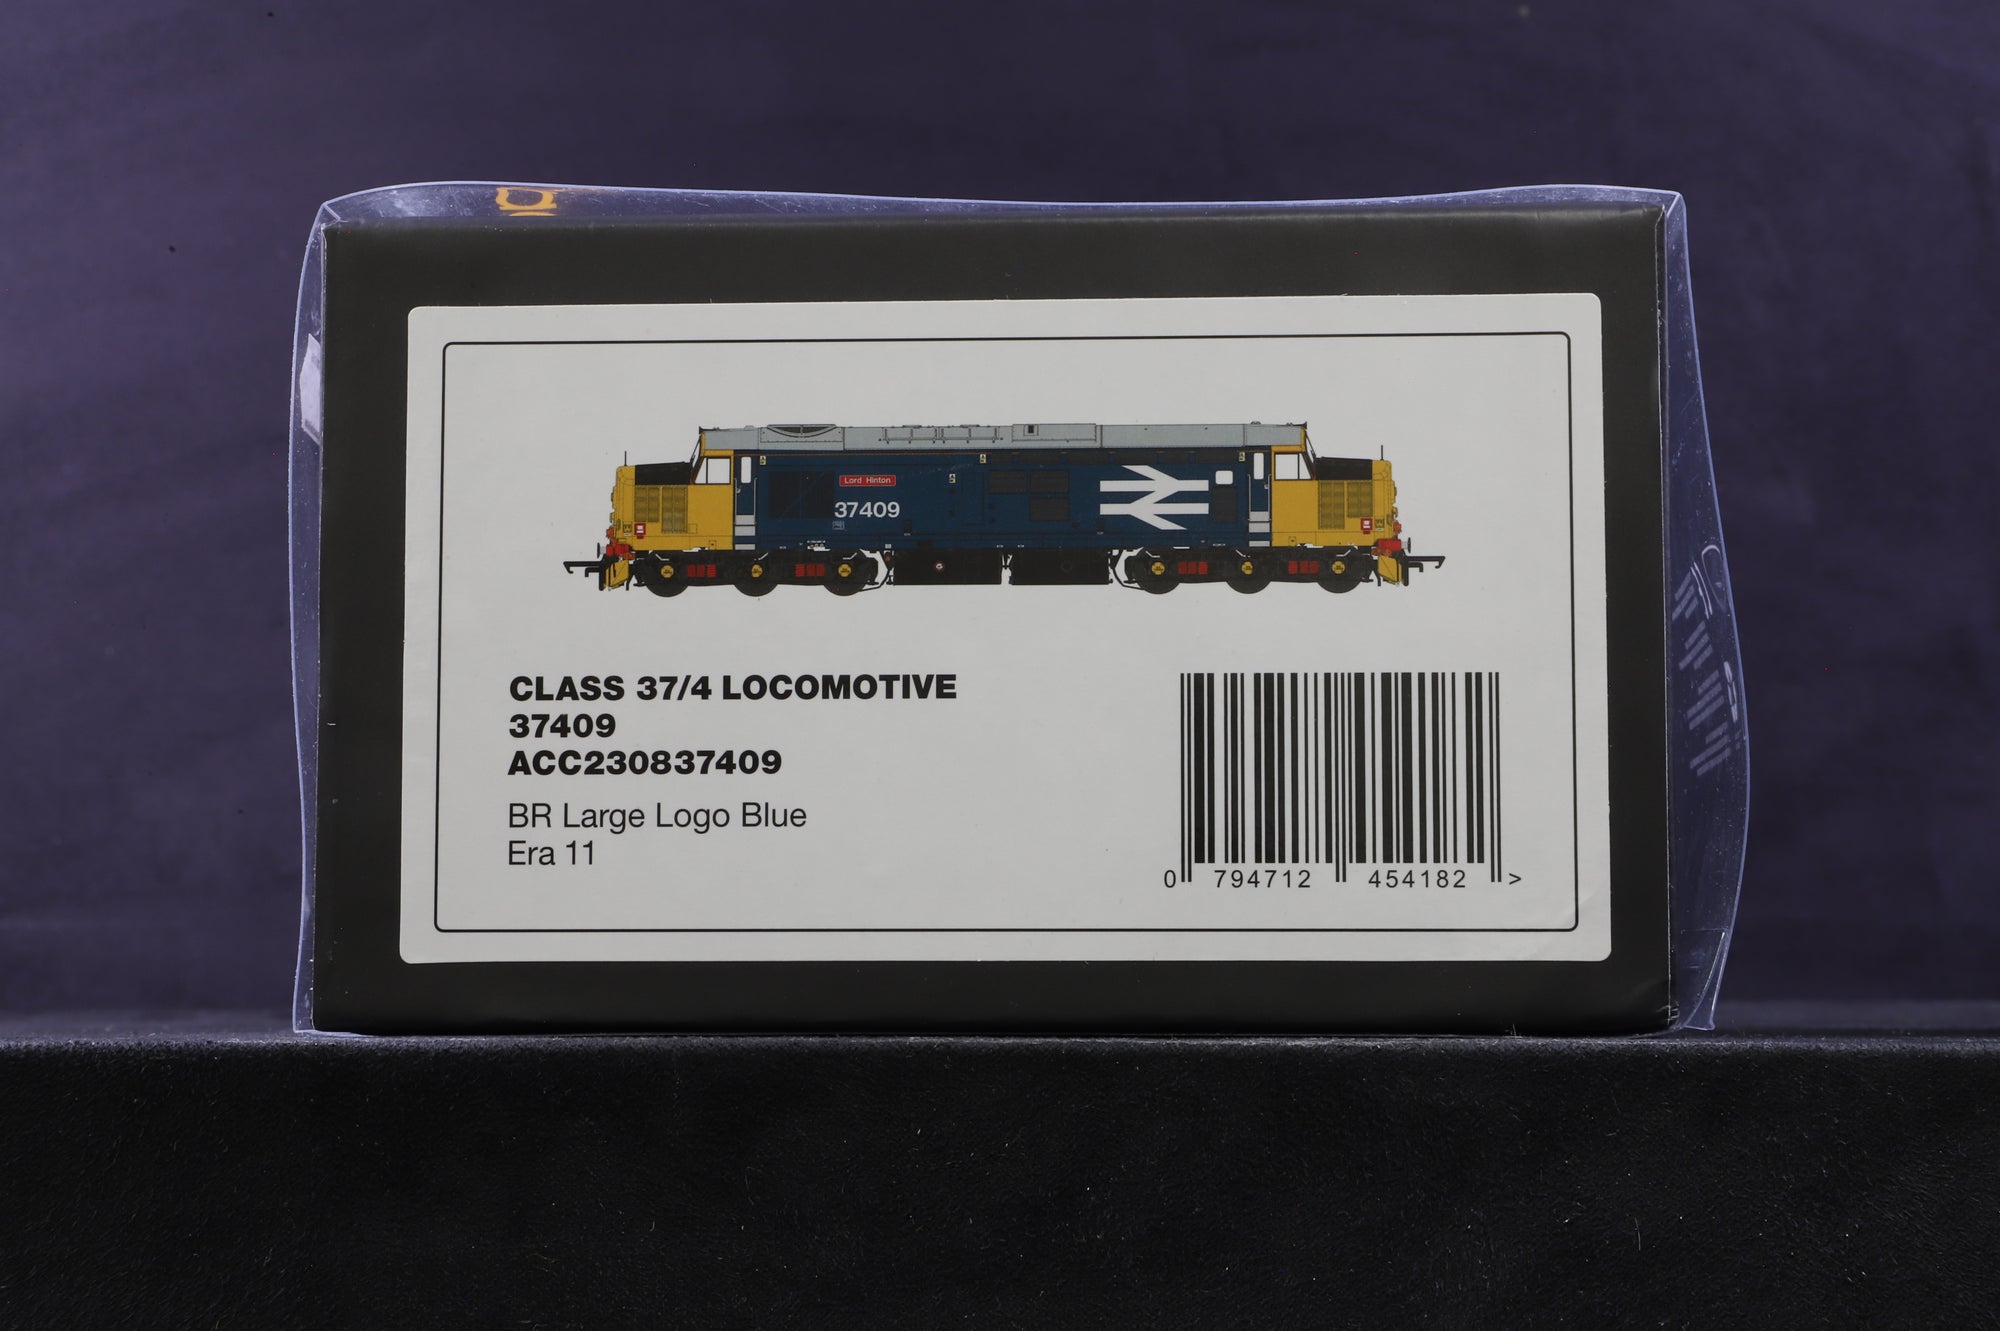 Lord Hinton
37409
CLASS 37/4 LOCOMOTIVE
37409
ACC230837409
BR Large Logo Blue
Era 11
0 794712 454182 >